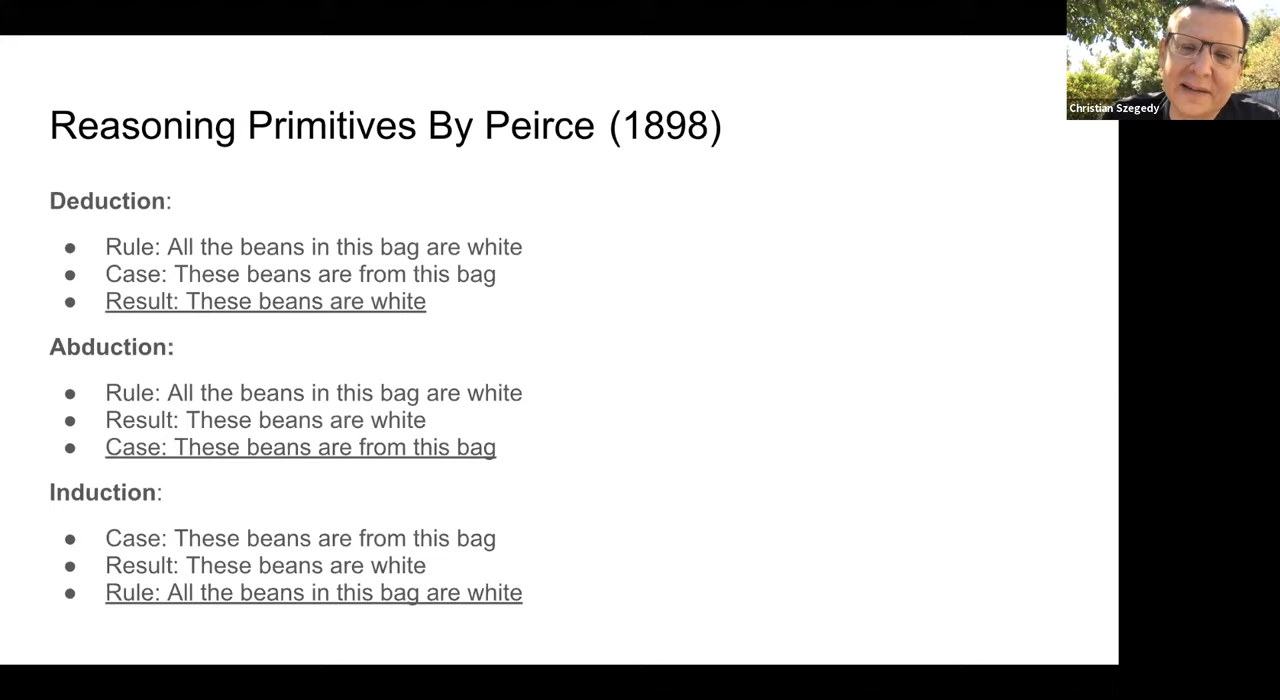 Reasoning Primitives By Peirce (1898)
Christian Szegedy
Deduction:
● Rule: All the beans in this bag are white
● Case: These beans are from this bag
● Result: These beans are white
Abduction:
● Rule: All the beans in this bag are white
● Result: These beans are white
● Case: These beans are from this bag
Induction:
● Case: These beans are from this bag
● Result: These beans are white
● Rule: All the beans in this bag are white